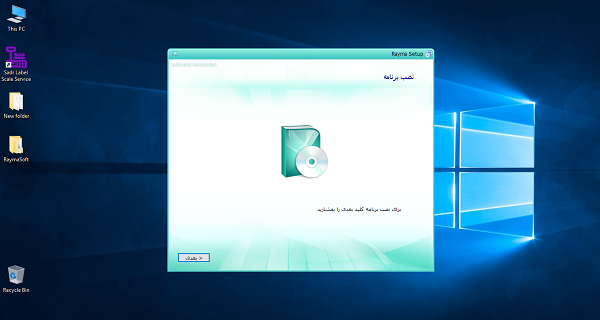 This PC
Sadr Label
Scale Service
New folder
RaymaSoft
Recycle Bin
Rayma Setup
نصب برنامه
برای نصب برنامه کلید بعدی را بفشارید
بعدی >